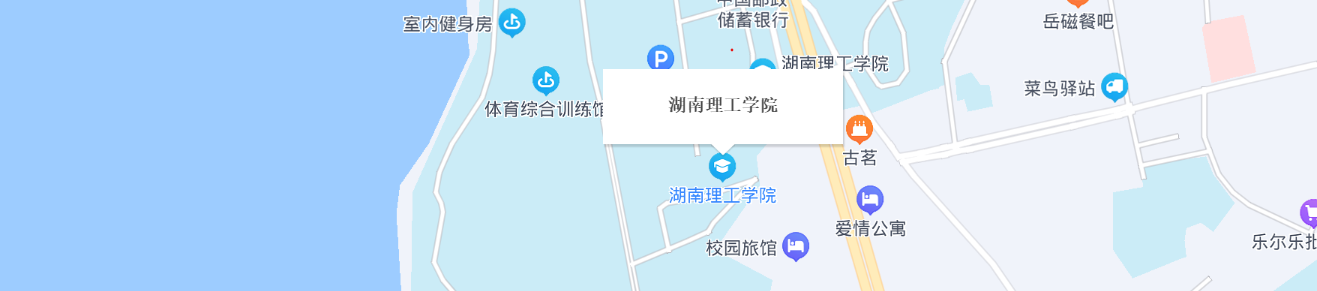 中国邮政
储蓄银行
室内健身房
岳磁餐吧
湖南理工学院
菜鸟驿站
体育综合训练馆
湖南理工学院
古茗
湖南理工学院
爱情公寓
校园旅馆
乐尔乐批